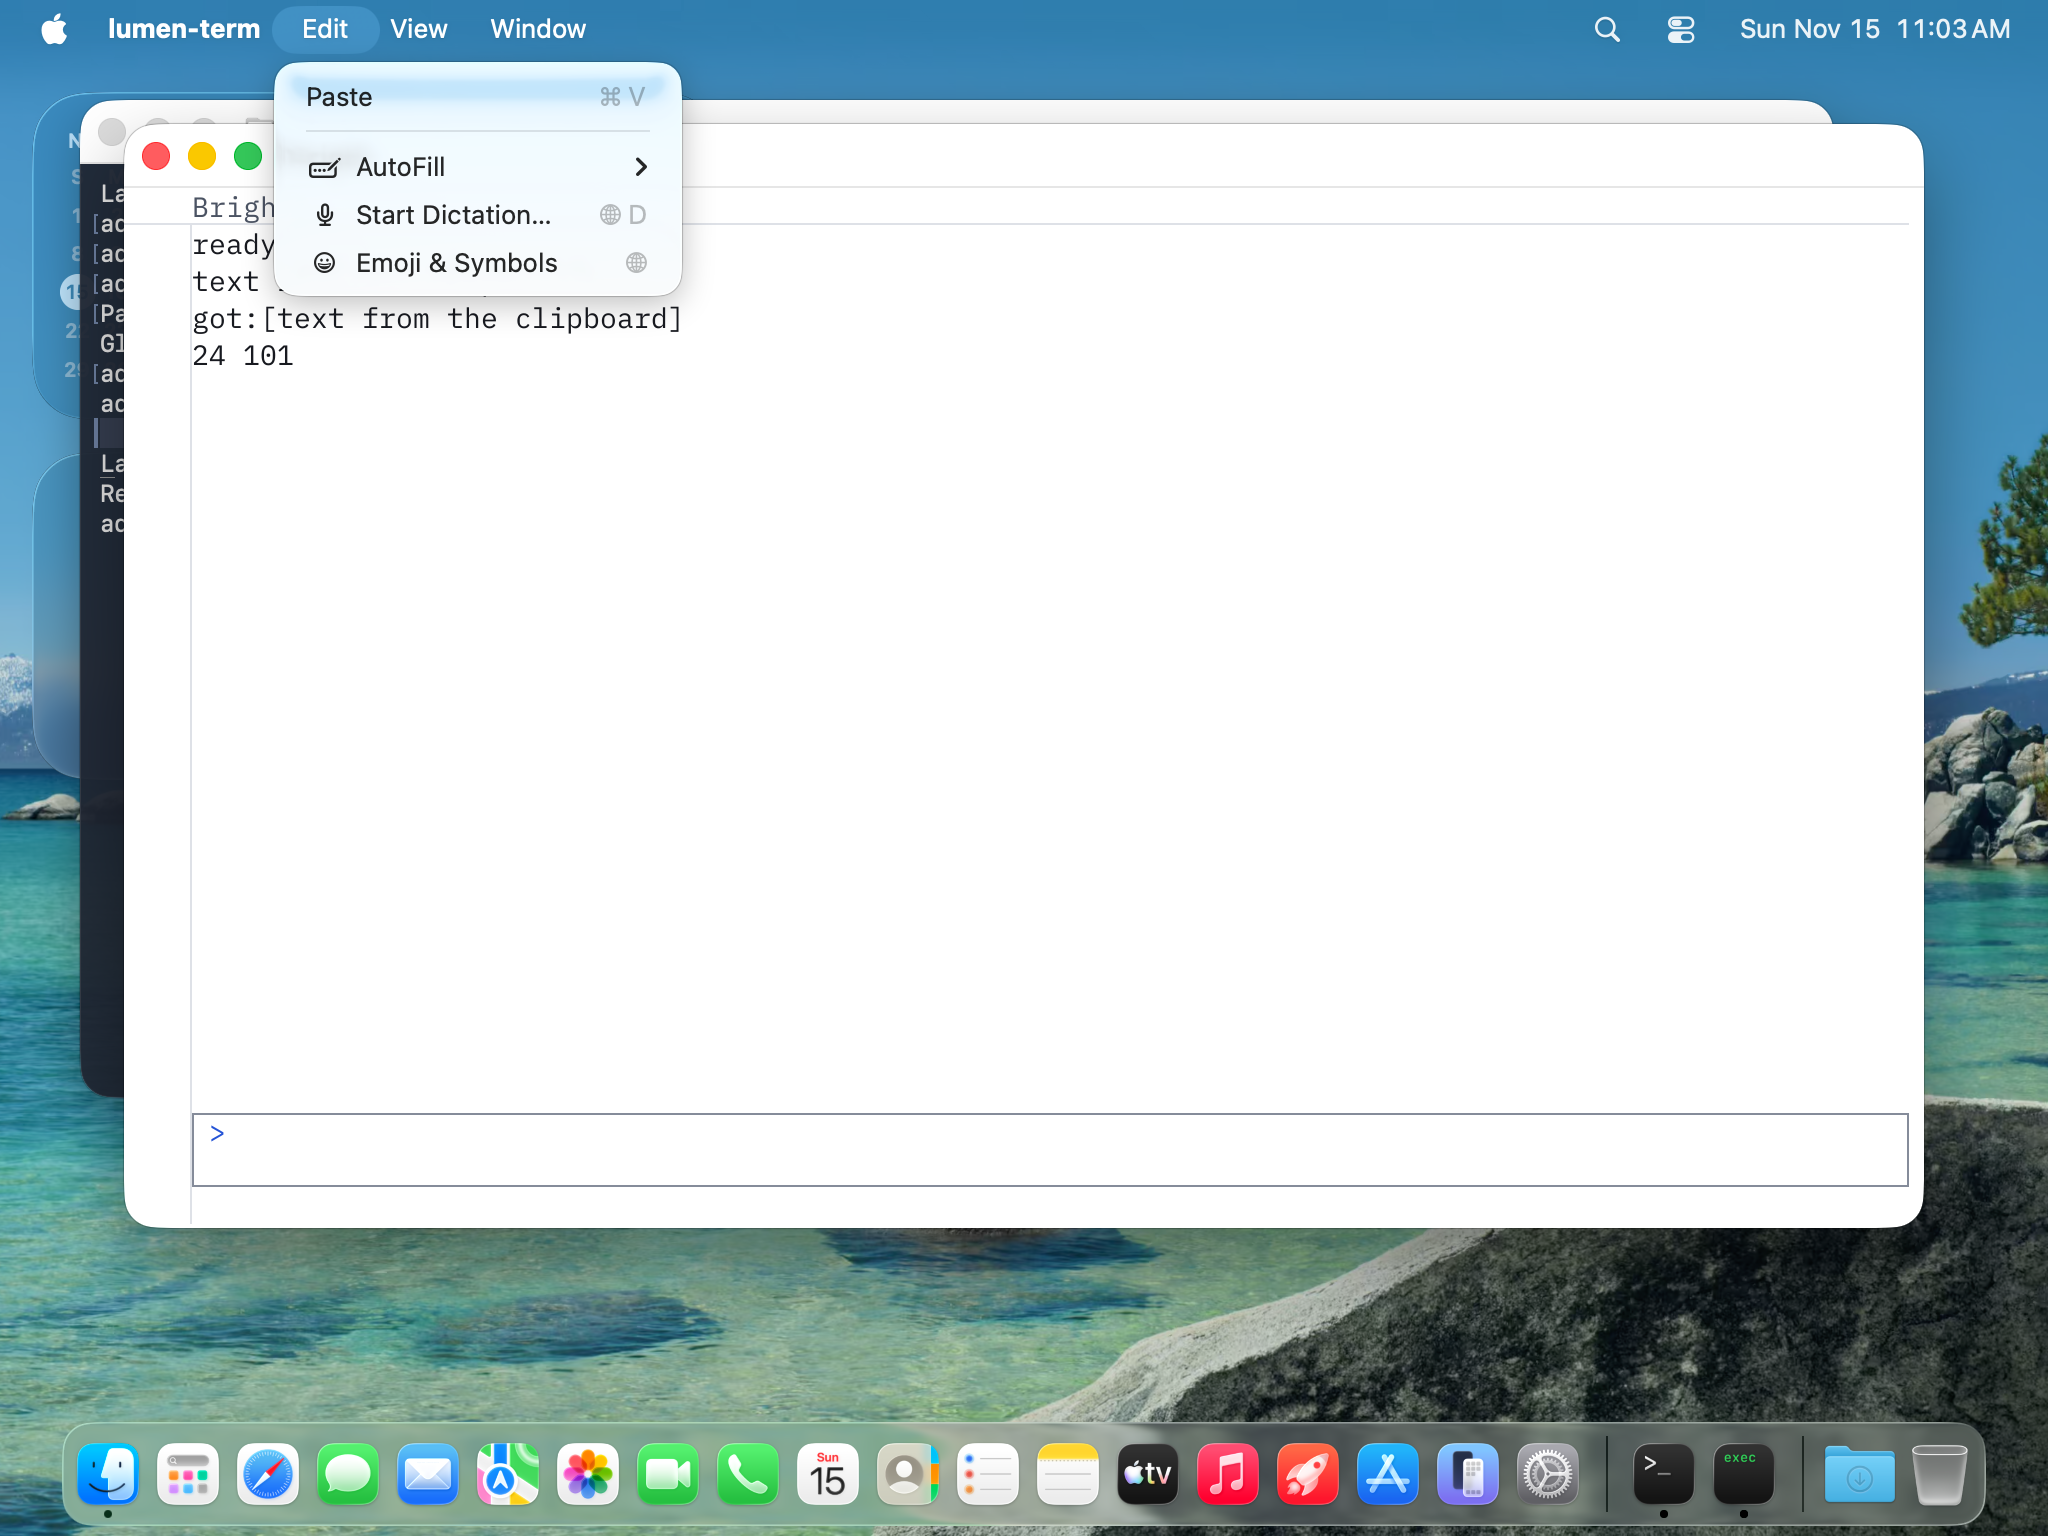 lumen-term Edit View Window Sun Nov 15 11:03 AM
Paste ⌘ V
AutoFill
Start Dictation... D
Emoji & Symbols
ready
text
got:[text from the clipboard]
24 101
>
Sun
15
tv
>_
exec